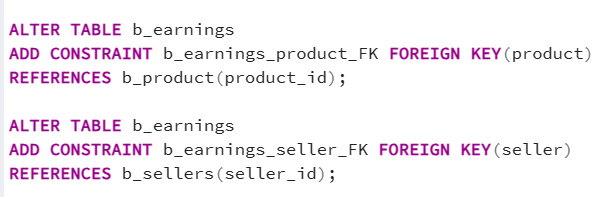 ALTER TABLE b_earnings
ADD CONSTRAINT b_earnings_product_FK FOREIGN KEY(product)
REFERENCES b_product(product_id);
ALTER TABLE b_earnings
ADD CONSTRAINT b_earnings_seller_FK FOREIGN KEY(seller)
REFERENCES b_sellers(seller_id);